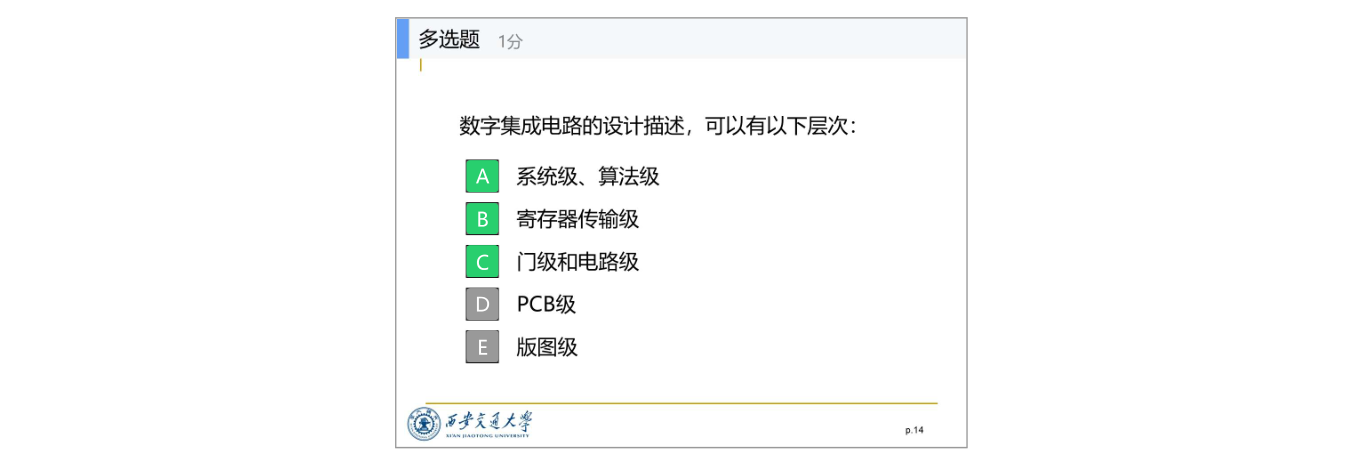 多选题 1分
数字集成电路的设计描述，可以有以下层次：
A 系统级、算法级
B 寄存器传输级
C 门级和电路级
D PCB级
E 版图级
西安交通大学
XI'AN JIAOTONG UNIVERSITY
p.14